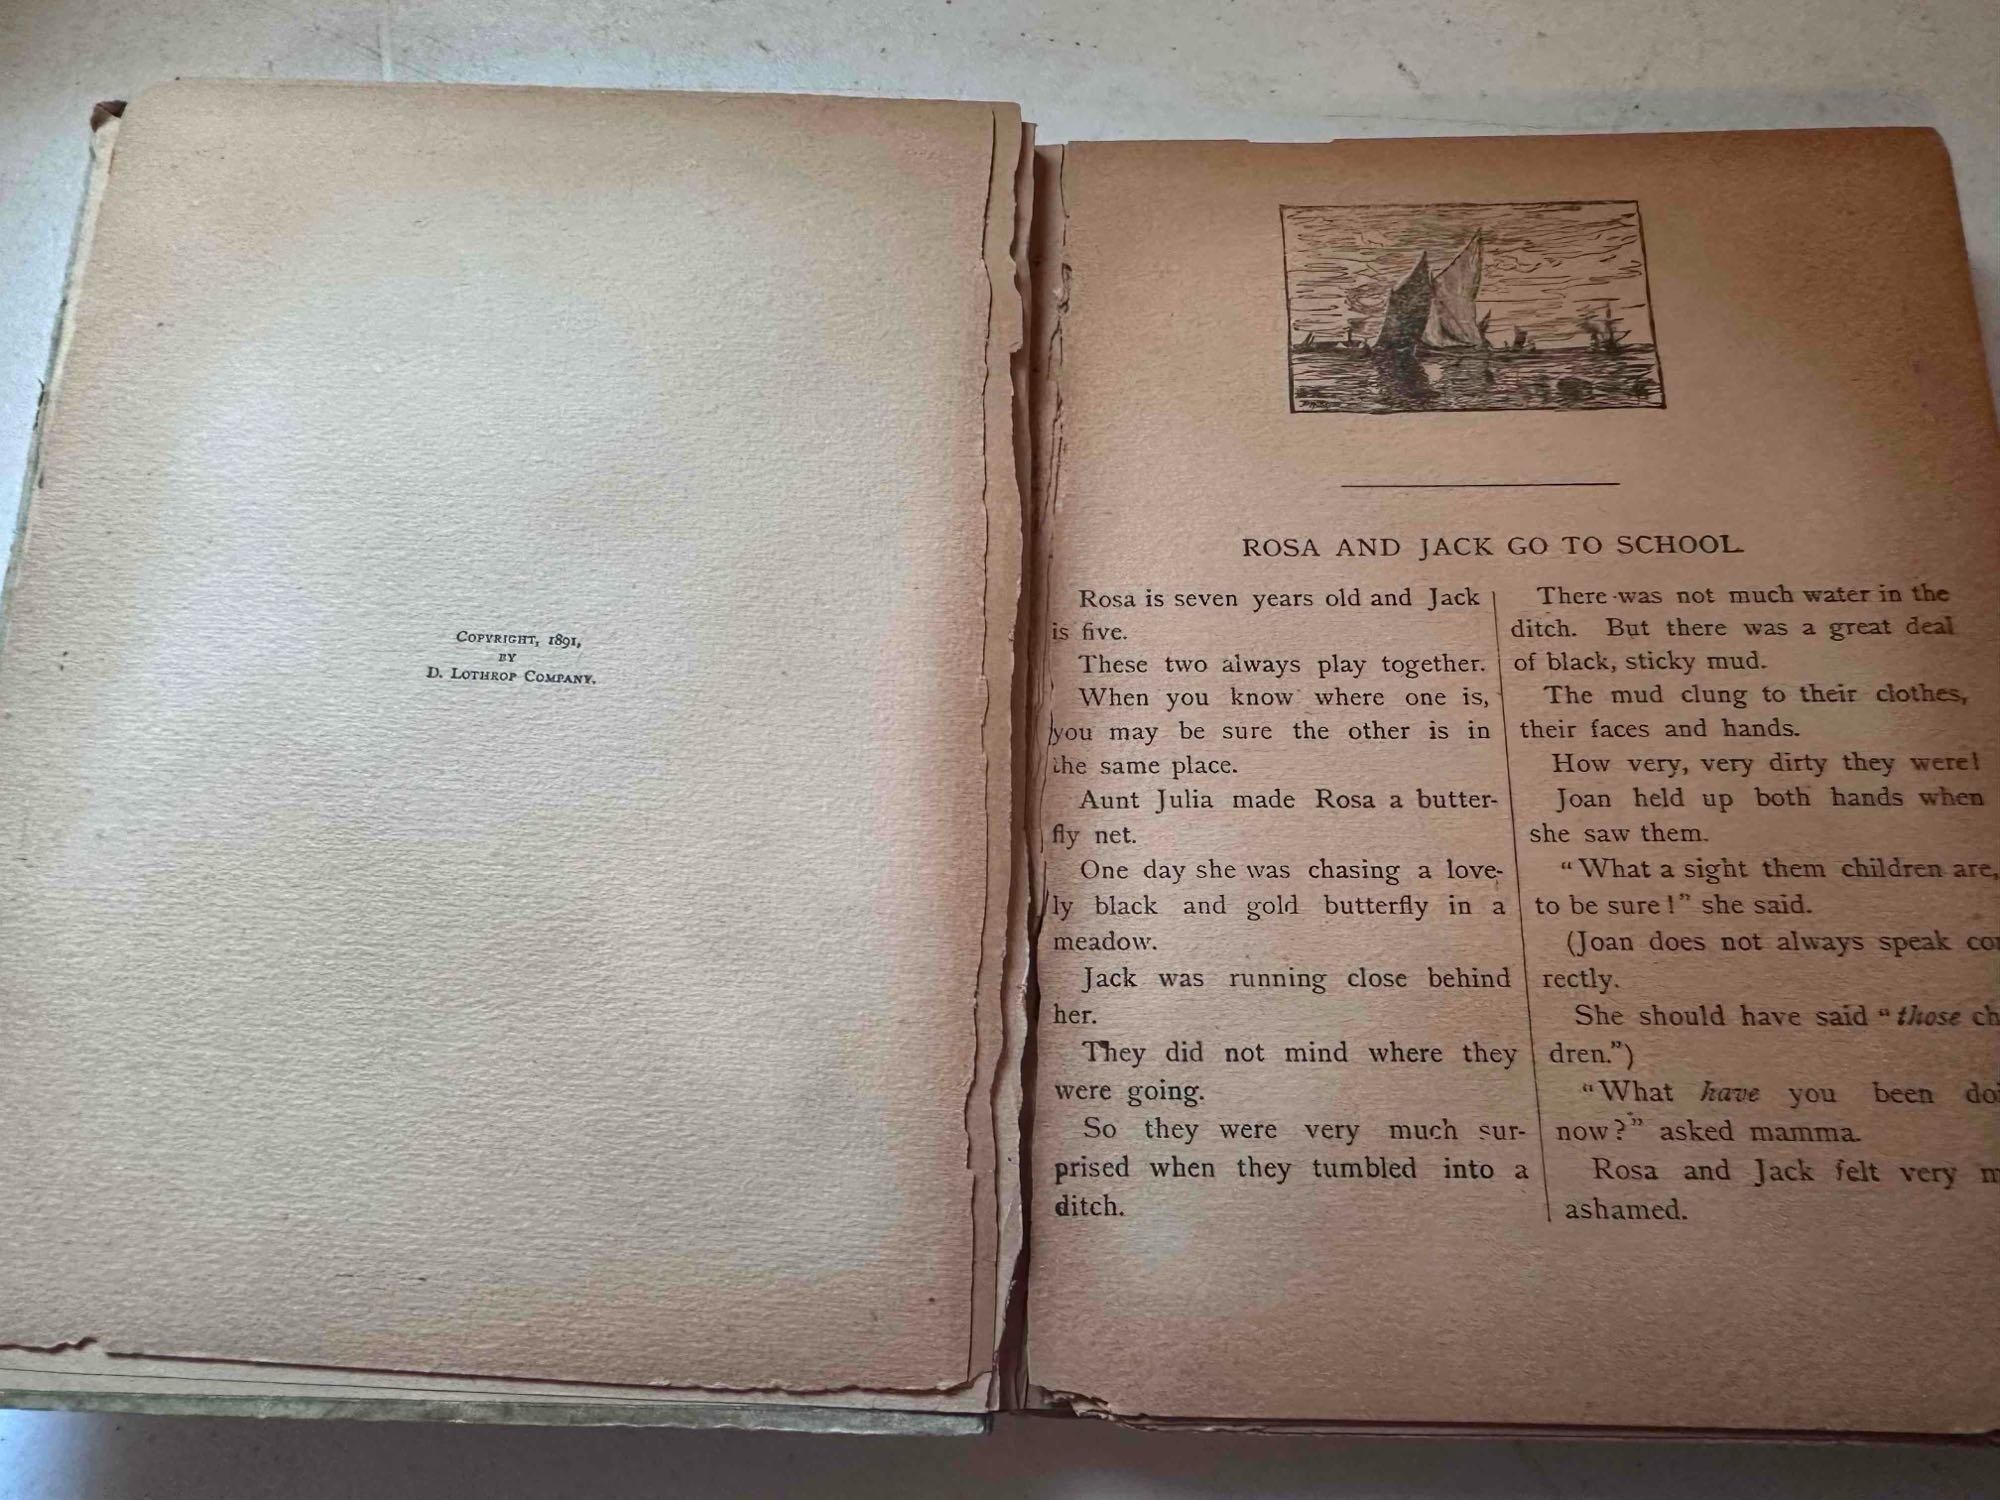 COPYRIGHT, 1891,
BY
D. LOTHROP COMPANY.
ROSA AND JACK GO TO SCHOOL.
Rosa is seven years old and Jack
is five.
These two always play together.
When you know where one is,
you may be sure the other is in
the same place.
Aunt Julia made Rosa a butter-
fly net.
One day she was chasing a love-
ly black and gold butterfly in a
meadow.
Jack was running close behind
her.
They did not mind where they
were going.
So they were very much sur-
prised when they tumbled into a
ditch.
There was not much water in the
ditch. But there was a great deal
of black, sticky mud.
The mud clung to their clothes,
their faces and hands.
How very, very dirty they were!
Joan held up both hands when
she saw them.
“What a sight them children are,
to be sure!” she said.
(Joan does not always speak
rectly.
She should have said “those
dren.”)
“What have you been
now?” asked mamma.
Rosa and Jack felt very
ashamed.